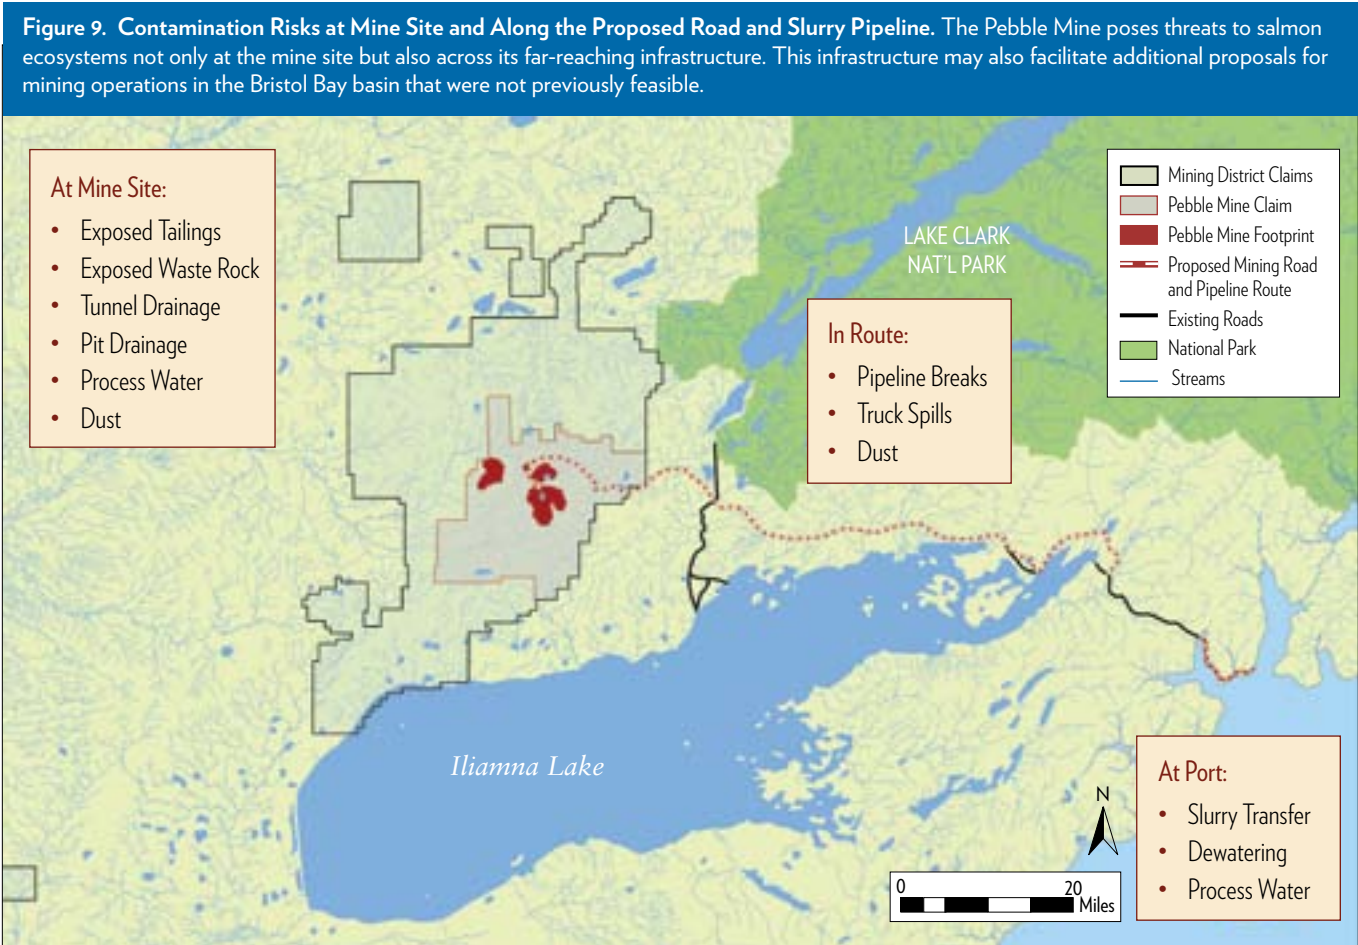 Figure 9. Contamination Risks at Mine Site and Along the Proposed Road and Slurry Pipeline. The Pebble Mine poses threats to salmon
ecosystems not only at the mine site but also across its far-reaching infrastructure. This infrastructure may also facilitate additional proposals for
mining operations in the Bristol Bay basin that were not previously feasible.
At Mine Site:
• Exposed Tailings
• Exposed Waste Rock
• Tunnel Drainage
• Pit Drainage
• Process Water
• Dust
LAKE CLARK
NAT'L PARK
Mining District Claims
Pebble Mine Claim
Pebble Mine Footprint
Proposed Mining Road
and Pipeline Route
Existing Roads
National Park
Streams
In Route:
• Pipeline Breaks
• Truck Spills
• Dust
Iliamna Lake
N
0 20
Miles
At Port:
• Slurry Transfer
• Dewatering
• Process Water